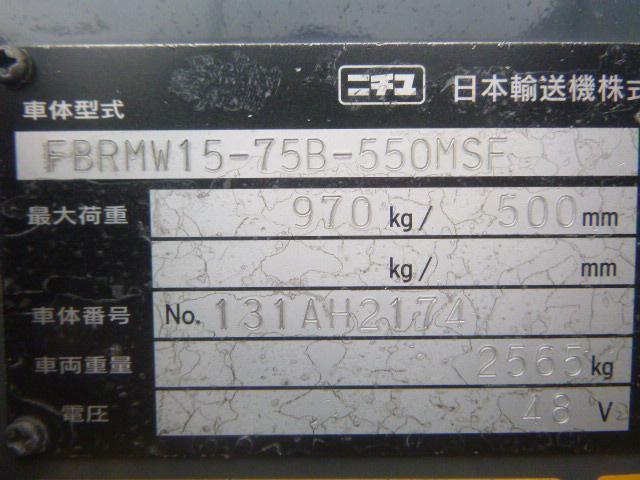 ニチユ 日本輸送機株式
車体型式
FBRMW15-75B-550MSF
最大荷重 970 kg/ 500 mm
kg/ mm
車体番号 No. 131AH2174
車両重量 2565 kg
電圧 48 V